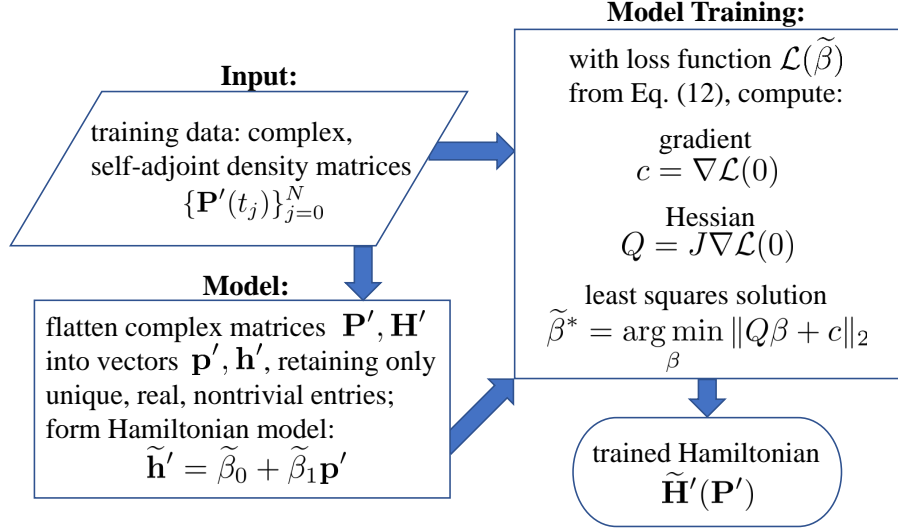 Input:
training data: complex,
self-adjoint density matrices
{𝐏′(t_j)}_{j=0}^N
Model:
flatten complex matrices 𝐏′, 𝐇′
into vectors 𝐩′, 𝐡′, retaining only
unique, real, nontrivial entries;
form Hamiltonian model:
𝐡̃′ = β̃_0 + β̃_1𝐩′
Model Training:
with loss function ℒ(β̃)
from Eq. (12), compute:
gradient
c = ∇ℒ(0)
Hessian
Q = J∇ℒ(0)
least squares solution
β̃* = arg min ‖Qβ + c‖_2
β
trained Hamiltonian
𝐇̃′(𝐏′)